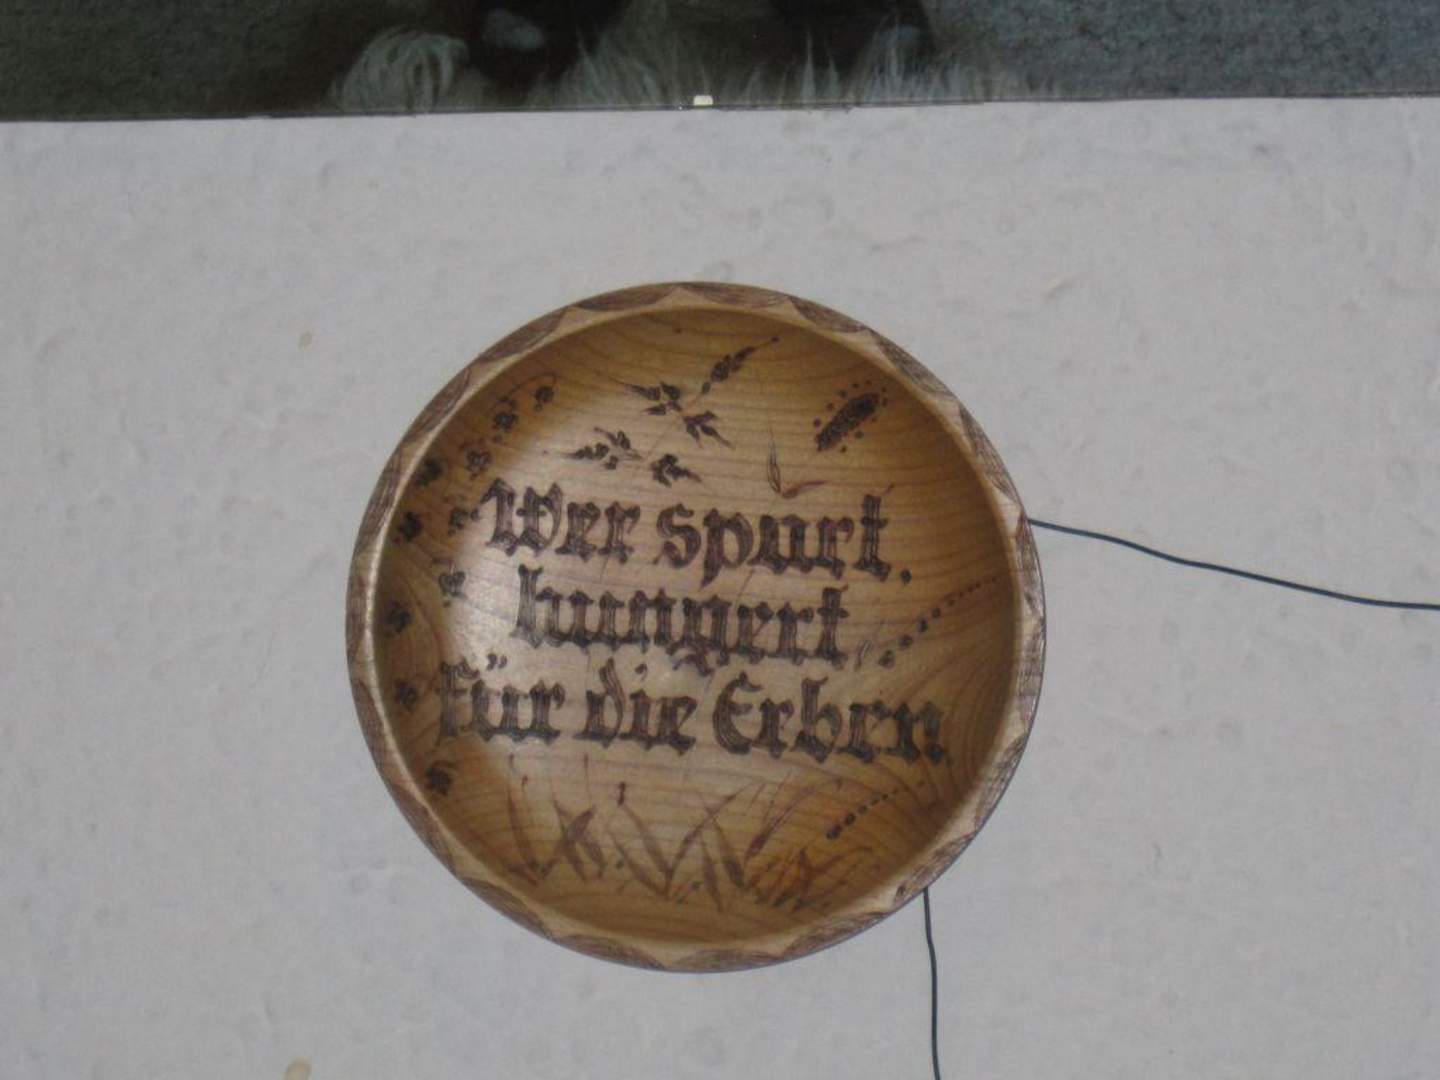 Wer spart,
hungert
für die Erben.